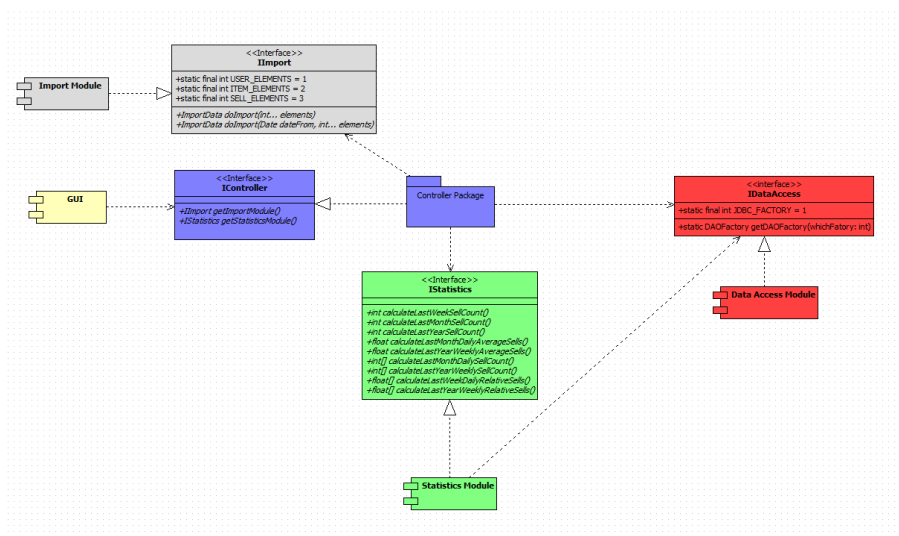 <<Interface>>
IImport
+static final int USER_ELEMENTS = 1
+static final int ITEM_ELEMENTS = 2
+static final int SELL_ELEMENTS = 3
+ImportData doImport(int... elements)
+ImportData doImport(Date dateFrom, int... elements)
Import Module
<<Interface>>
IController
+IImport getImportModule()
+IStatistics getStatisticsModule()
GUI
Controller Package
<<Interface>>
IDataAccess
+static final int JDBC_FACTORY = 1
+static DAOFactory getDAOFactory(whichFatory: int)
Data Access Module
<<Interface>>
IStatistics
+int calculateLastWeekSellCount()
+int calculateLastMonthSellCount()
+int calculateLastYearSellCount()
+float calculateLastMonthDailyAverageSells()
+float calculateLastYearWeeklyAverageSells()
+int[] calculateLastMonthDailySellCount()
+int[] calculateLastYearWeeklySellCount()
+float[] calculateLastWeekDailyRelativeSells()
+float[] calculateLastYearWeeklyRelativeSells()
Statistics Module